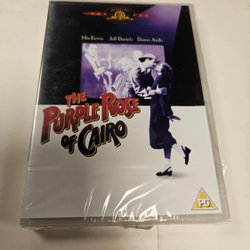 Mia Farrow Jeff Daniels Danny Aiello
THE
PURPLE ROSE
OF CAIRO
PG